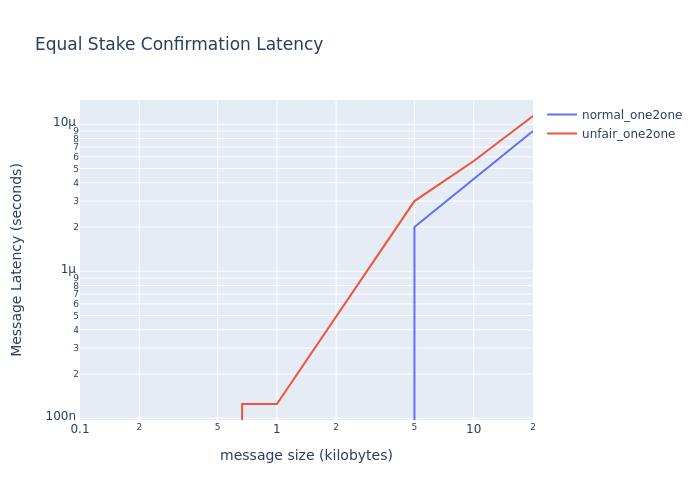 Equal Stake Confirmation Latency
normal_one2one
unfair_one2one
Message Latency (seconds)
10μ
9
8
7
6
5
4
3
2
1μ
9
8
7
6
5
4
3
2
100n
0.1 2 5 1 2 5 10 2
message size (kilobytes)